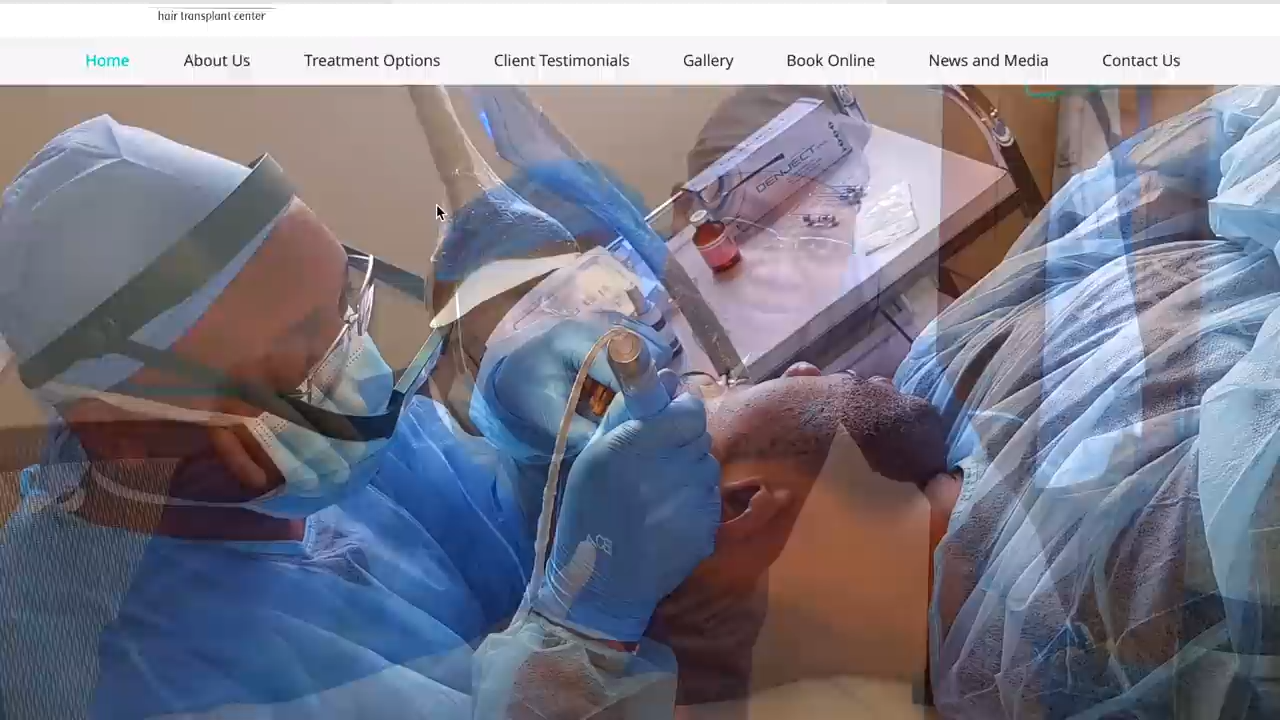 hair transplant center
Home About Us Treatment Options Client Testimonials Gallery Book Online News and Media Contact Us
DENJECT